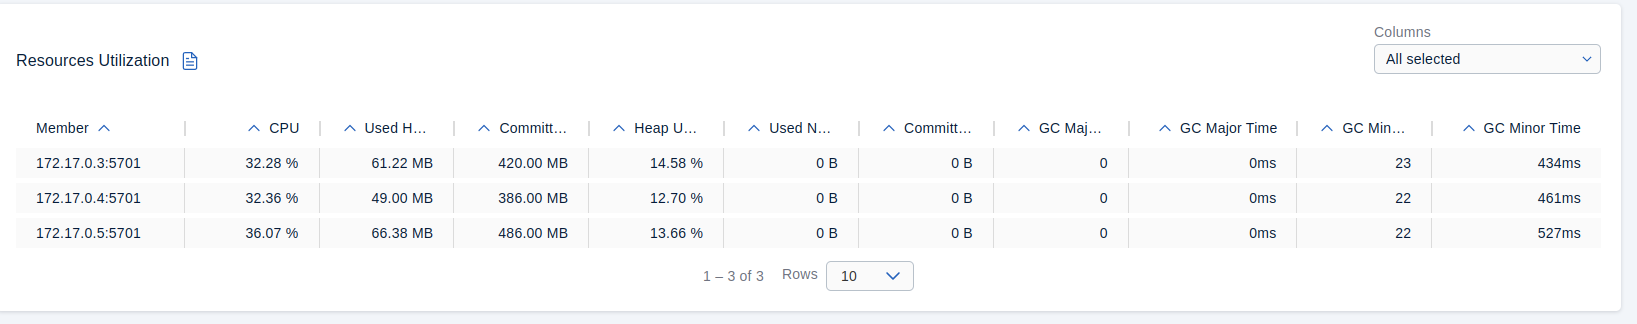 Columns
Resources Utilization
All selected
Member CPU Used H... Committ... Heap U... Used N... Committ... GC Maj... GC Major Time GC Min... GC Minor Time
172.17.0.3:5701 32.28 % 61.22 MB 420.00 MB 14.58 % 0 B 0 B 0 0ms 23 434ms
172.17.0.4:5701 32.36 % 49.00 MB 386.00 MB 12.70 % 0 B 0 B 0 0ms 22 461ms
172.17.0.5:5701 36.07 % 66.38 MB 486.00 MB 13.66 % 0 B 0 B 0 0ms 22 527ms
1 – 3 of 3 Rows 10